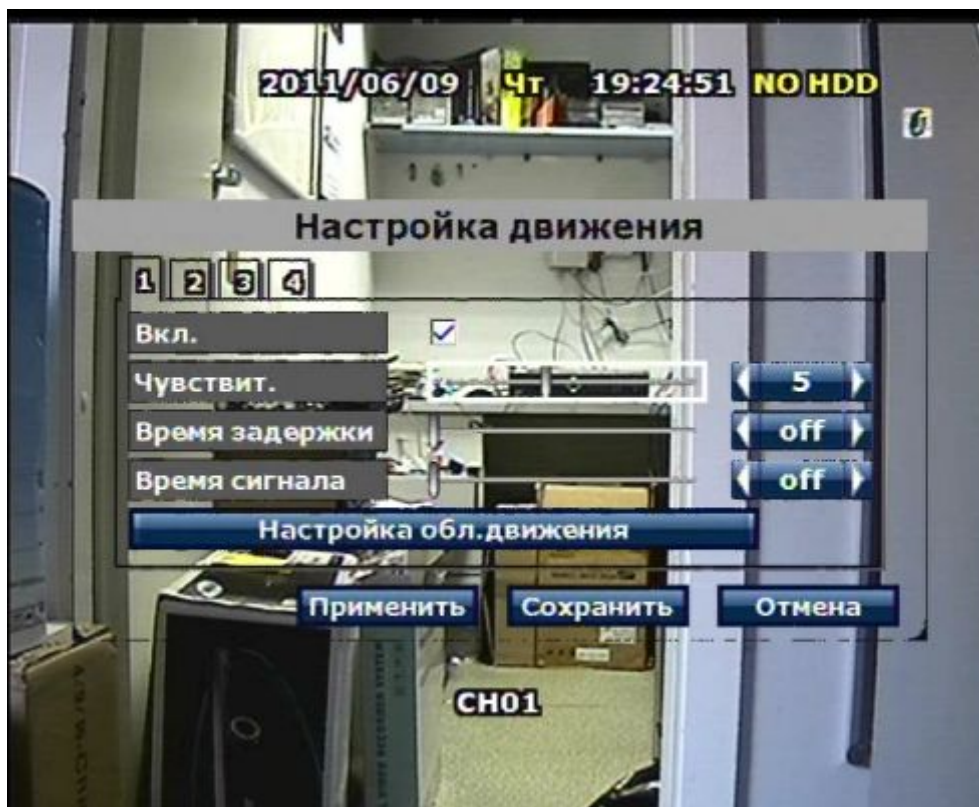 2011/06/09 Чт 19:24:51 NO HDD
Настройка движения
1 2 3 4
Вкл.
Чувствит. 5
Время задержки off
Время сигнала off
Настройка обл.движения
Применить Сохранить Отмена
CH01